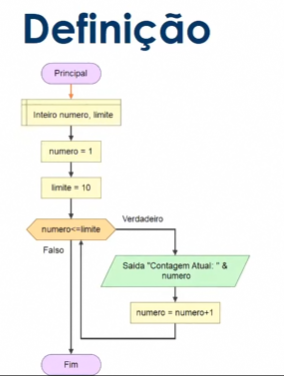 Definição
Principal
Inteiro numero, limite
numero = 1
limite = 10
numero<=limite
Verdadeiro
Falso
Saída "Contagem Atual: " &
numero
numero = numero+1
Fim